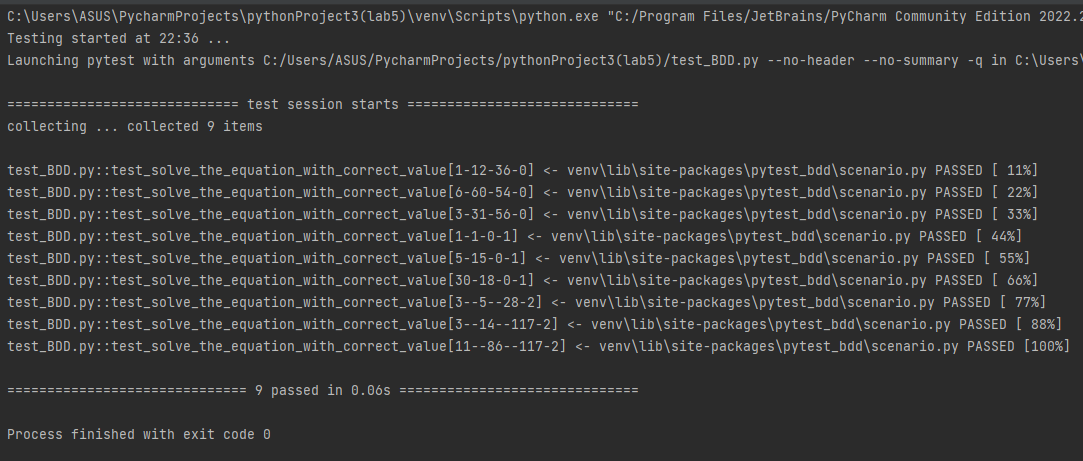 C:\Users\ASUS\PycharmProjects\pythonProject3(lab5)\venv\Scripts\python.exe "C:/Program Files/JetBrains/PyCharm Community Edition 2022.2
Testing started at 22:36 ...
Launching pytest with arguments C:/Users/ASUS/PycharmProjects/pythonProject3(lab5)/test_BDD.py --no-header --no-summary -q in C:\Users\
============================= test session starts =============================
collecting ... collected 9 items
test_BDD.py::test_solve_the_equation_with_correct_value[1-12-36-0] <- venv\lib\site-packages\pytest_bdd\scenario.py PASSED [ 11%]
test_BDD.py::test_solve_the_equation_with_correct_value[6-60-54-0] <- venv\lib\site-packages\pytest_bdd\scenario.py PASSED [ 22%]
test_BDD.py::test_solve_the_equation_with_correct_value[3-31-56-0] <- venv\lib\site-packages\pytest_bdd\scenario.py PASSED [ 33%]
test_BDD.py::test_solve_the_equation_with_correct_value[1-1-0-1] <- venv\lib\site-packages\pytest_bdd\scenario.py PASSED [ 44%]
test_BDD.py::test_solve_the_equation_with_correct_value[5-15-0-1] <- venv\lib\site-packages\pytest_bdd\scenario.py PASSED [ 55%]
test_BDD.py::test_solve_the_equation_with_correct_value[30-18-0-1] <- venv\lib\site-packages\pytest_bdd\scenario.py PASSED [ 66%]
test_BDD.py::test_solve_the_equation_with_correct_value[3--5--28-2] <- venv\lib\site-packages\pytest_bdd\scenario.py PASSED [ 77%]
test_BDD.py::test_solve_the_equation_with_correct_value[3--14--117-2] <- venv\lib\site-packages\pytest_bdd\scenario.py PASSED [ 88%]
test_BDD.py::test_solve_the_equation_with_correct_value[11--86--117-2] <- venv\lib\site-packages\pytest_bdd\scenario.py PASSED [100%]
============================== 9 passed in 0.06s ==============================
Process finished with exit code 0